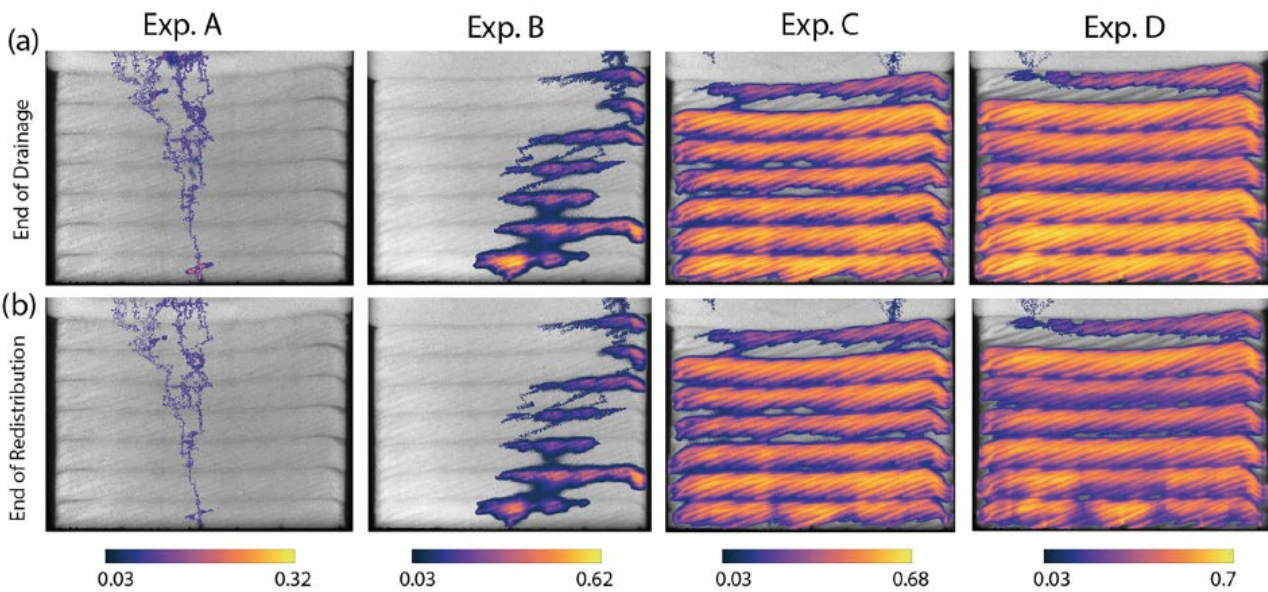 Exp. A Exp. B Exp. C Exp. D
(a)
End of Drainage
(b)
End of Redistribution
0.03 0.32 0.03 0.62 0.03 0.68 0.03 0.7